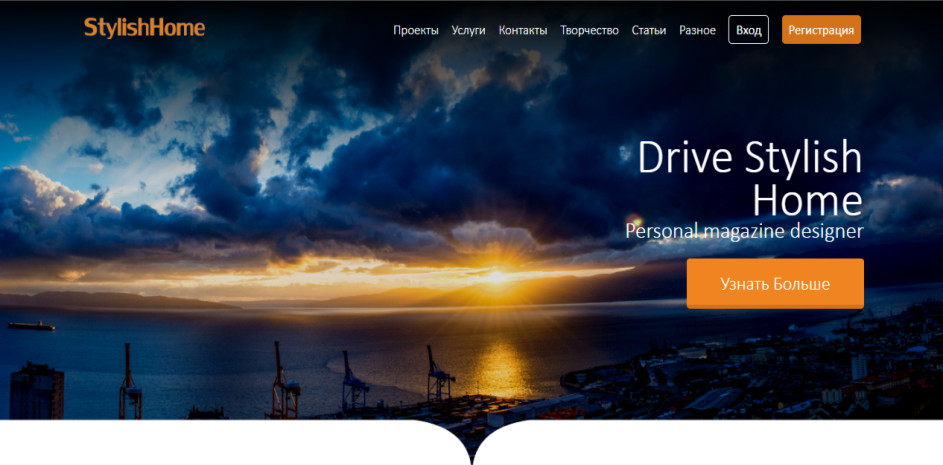 StylishHome
Проекты Услуги Контакты Творчество Статьи Разное Вход Регистрация
Drive Stylish
Home
Personal magazine designer
Узнать Больше